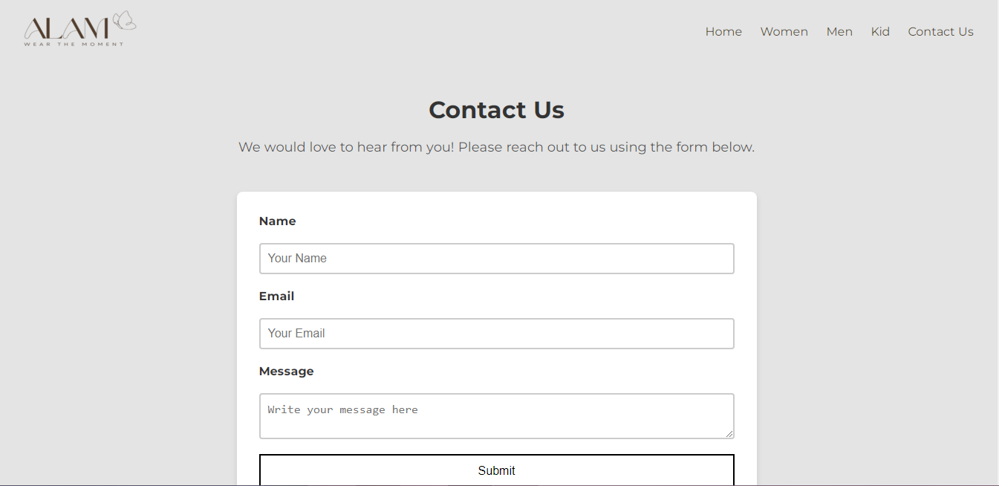 ALAM
WEAR THE MOMENT
Home Women Men Kid Contact Us
Contact Us
We would love to hear from you! Please reach out to us using the form below.
Name
Your Name
Email
Your Email
Message
Write your message here
Submit